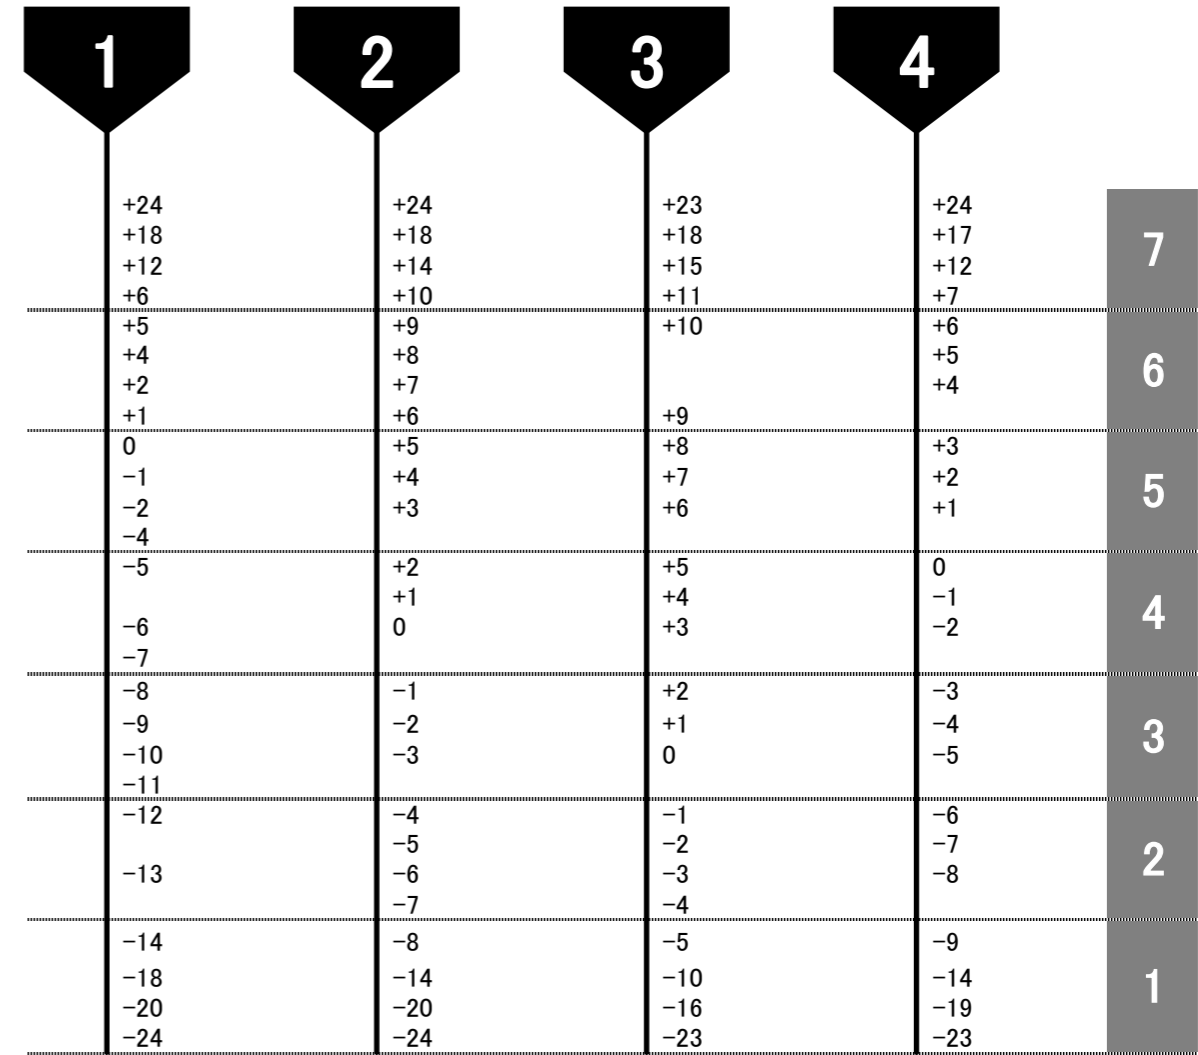 1 2 3 4
+24 +24 +23 +24
+18 +18 +18 +17
+12 +14 +15 +12
7
+6 +10 +11 +7
+5 +9 +10 +6
+4 +8 +5
6
+2 +7 +4
+1 +6 +9
0 +5 +8 +3
−1 +4 +7 +2
5
−2 +3 +6 +1
−4
−5 +2 +5 0
+1 +4 −1
4
−6 0 +3 −2
−7
−8 −1 +2 −3
−9 −2 +1 −4
3
−10 −3 0 −5
−11
−12 −4 −1 −6
−5 −2 −7
2
−13 −6 −3 −8
−7 −4
−14 −8 −5 −9
−18 −14 −10 −14
1
−20 −20 −16 −19
−24 −24 −23 −23